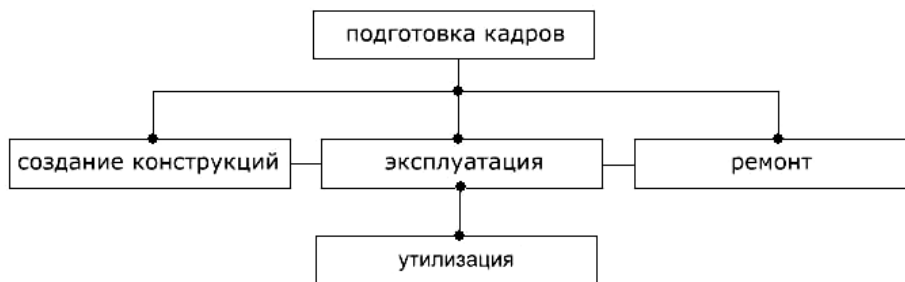 подготовка кадров
создание конструкций
эксплуатация
ремонт
утилизация